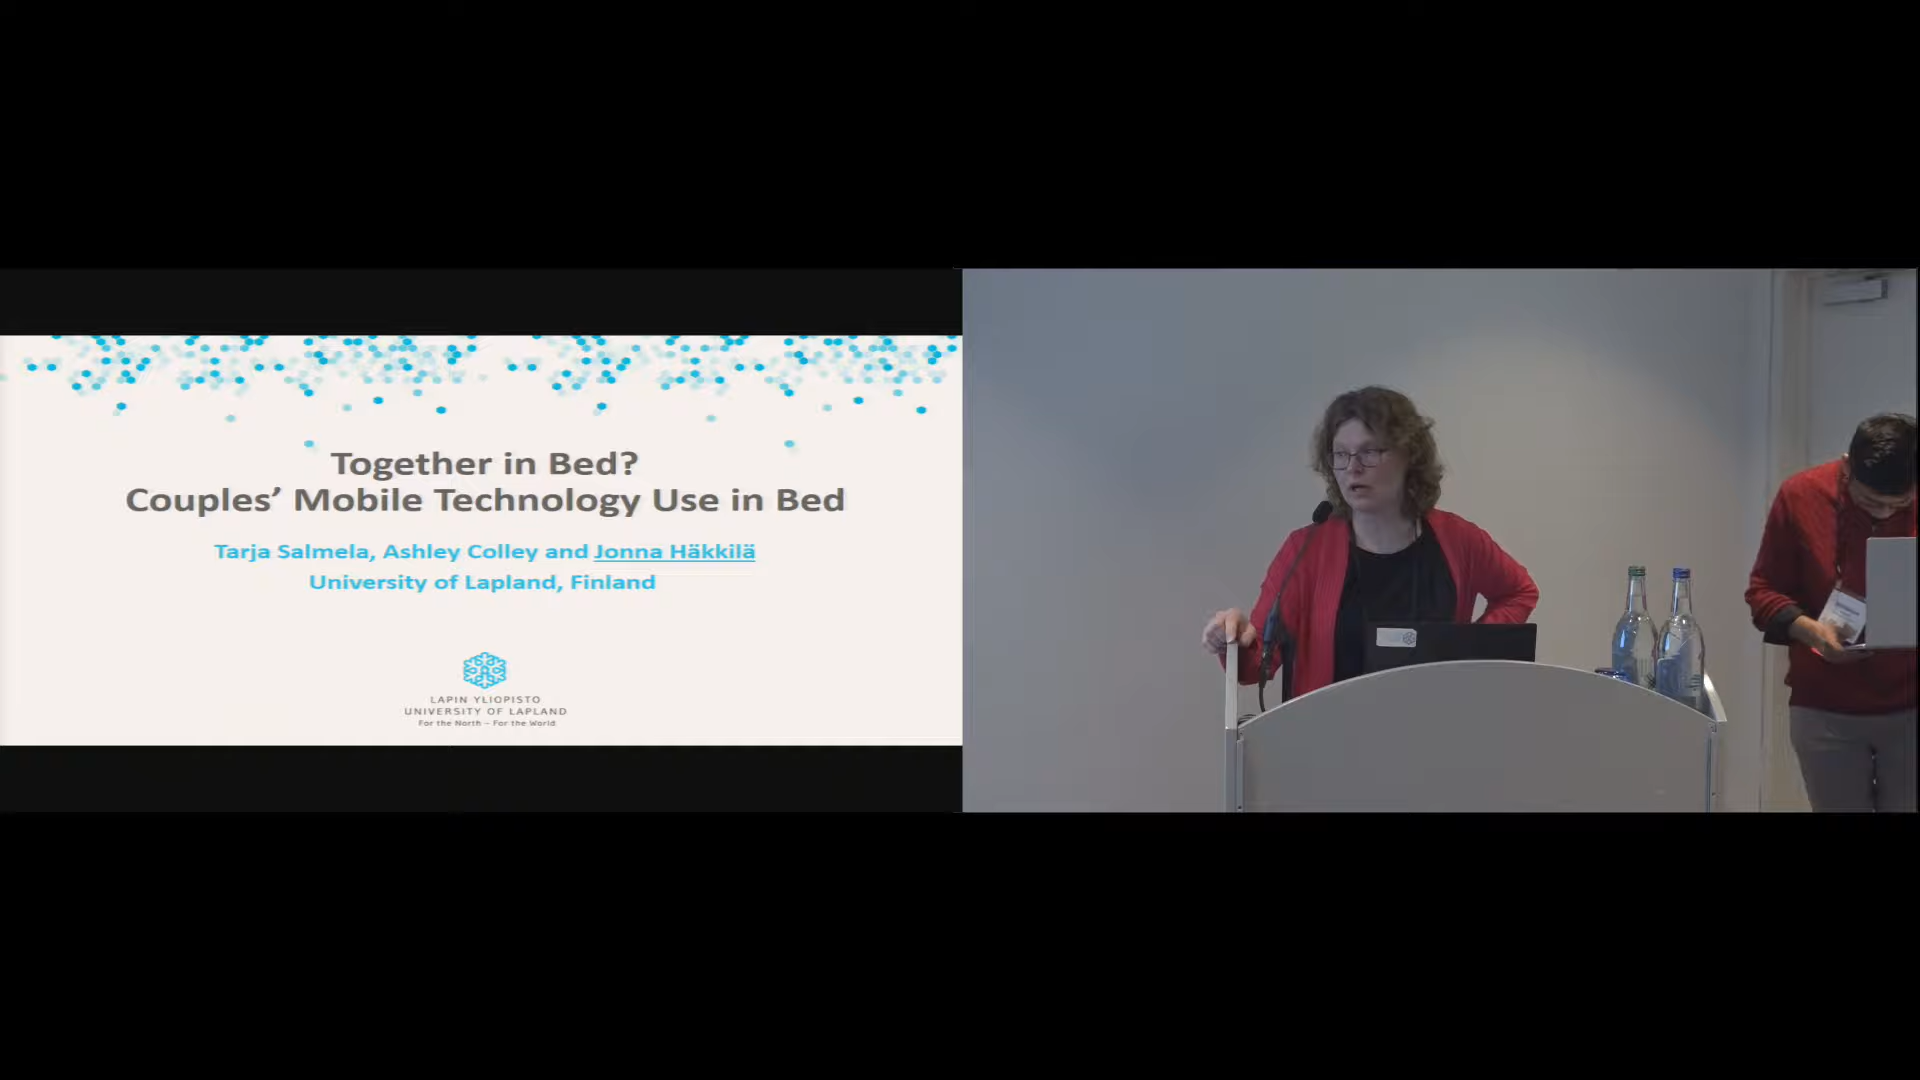 Together in Bed?
Couples’ Mobile Technology Use in Bed
Tarja Salmela, Ashley Colley and Jonna Häkkilä
University of Lapland, Finland
LAPIN YLIOPISTO
UNIVERSITY OF LAPLAND
For the North – For the World